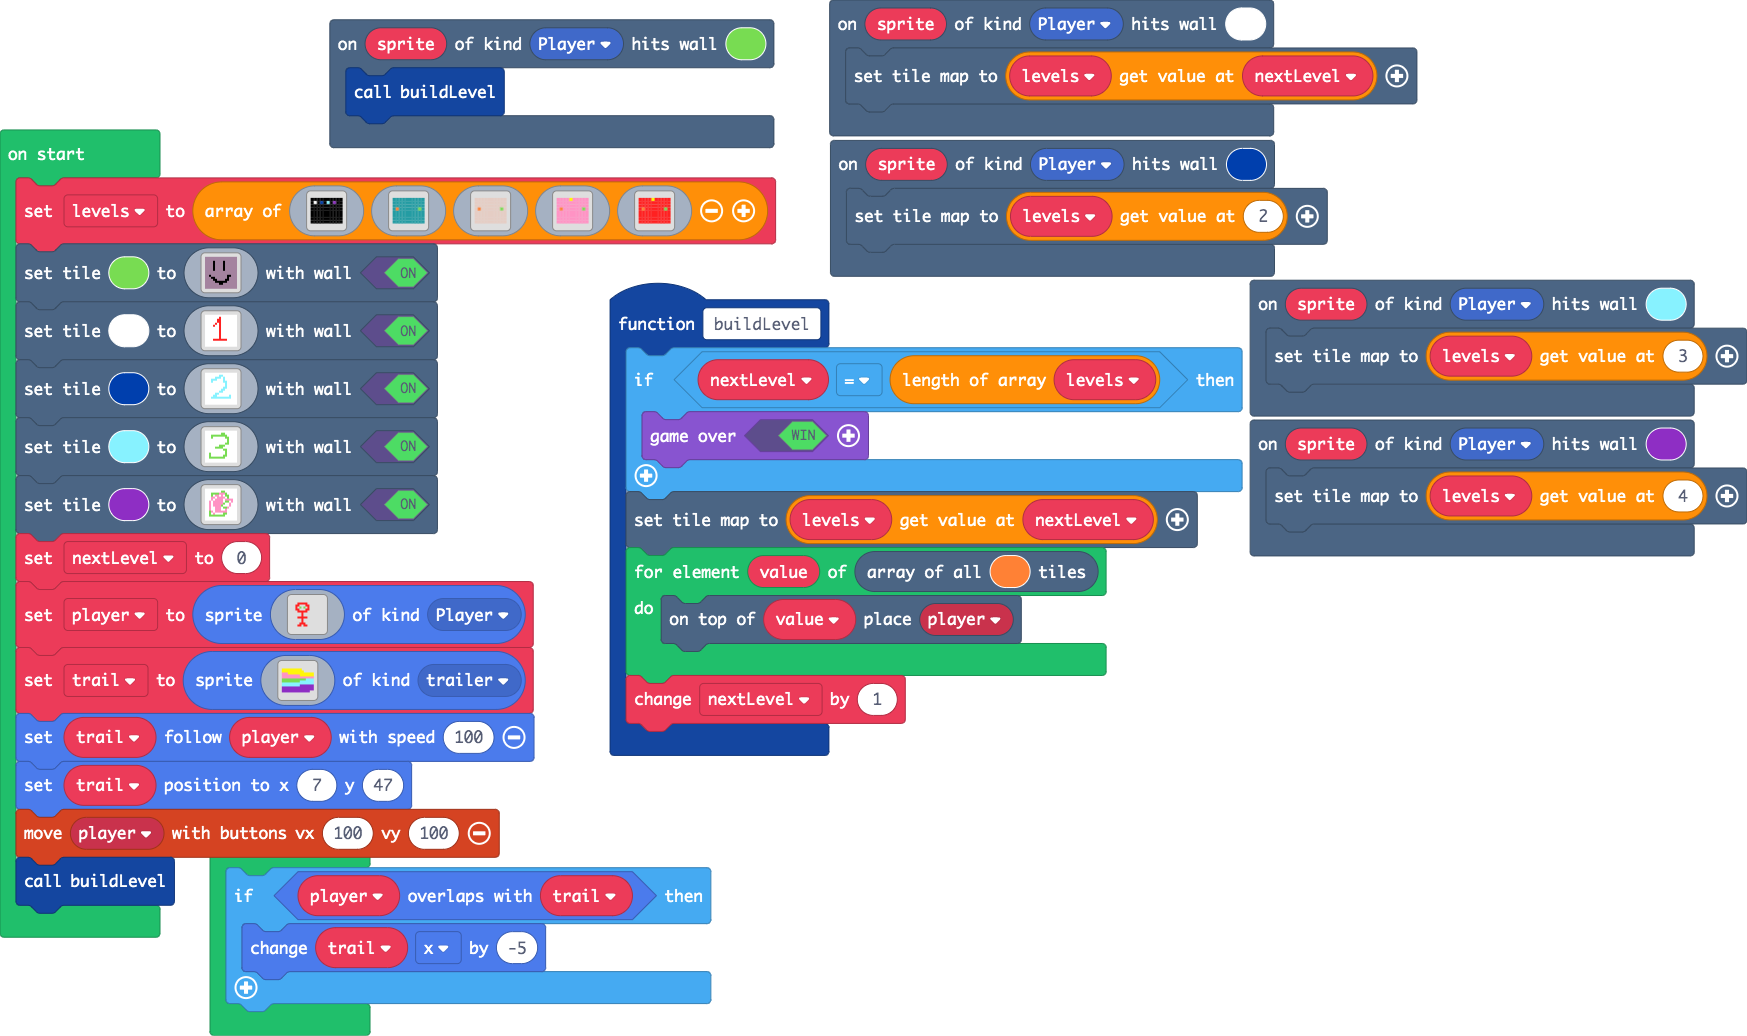 on sprite of kind Player hits wall
call buildLevel
on sprite of kind Player hits wall
set tile map to levels get value at nextLevel
on sprite of kind Player hits wall
set tile map to levels get value at 2
on sprite of kind Player hits wall
set tile map to levels get value at 3
on sprite of kind Player hits wall
set tile map to levels get value at 4
on start
set levels to array of
set tile to with wall ON
set tile to 1 with wall ON
set tile to 2 with wall ON
set tile to 3 with wall ON
set tile to with wall ON
set nextLevel to 0
set player to sprite of kind Player
set trail to sprite of kind trailer
set trail follow player with speed 100
set trail position to x 7 y 47
move player with buttons vx 100 vy 100
call buildLevel
function buildLevel
if nextLevel = length of array levels then
game over WIN
set tile map to levels get value at nextLevel
for element value of array of all tiles
do on top of value place player
change nextLevel by 1
if player overlaps with trail then
change trail x by -5